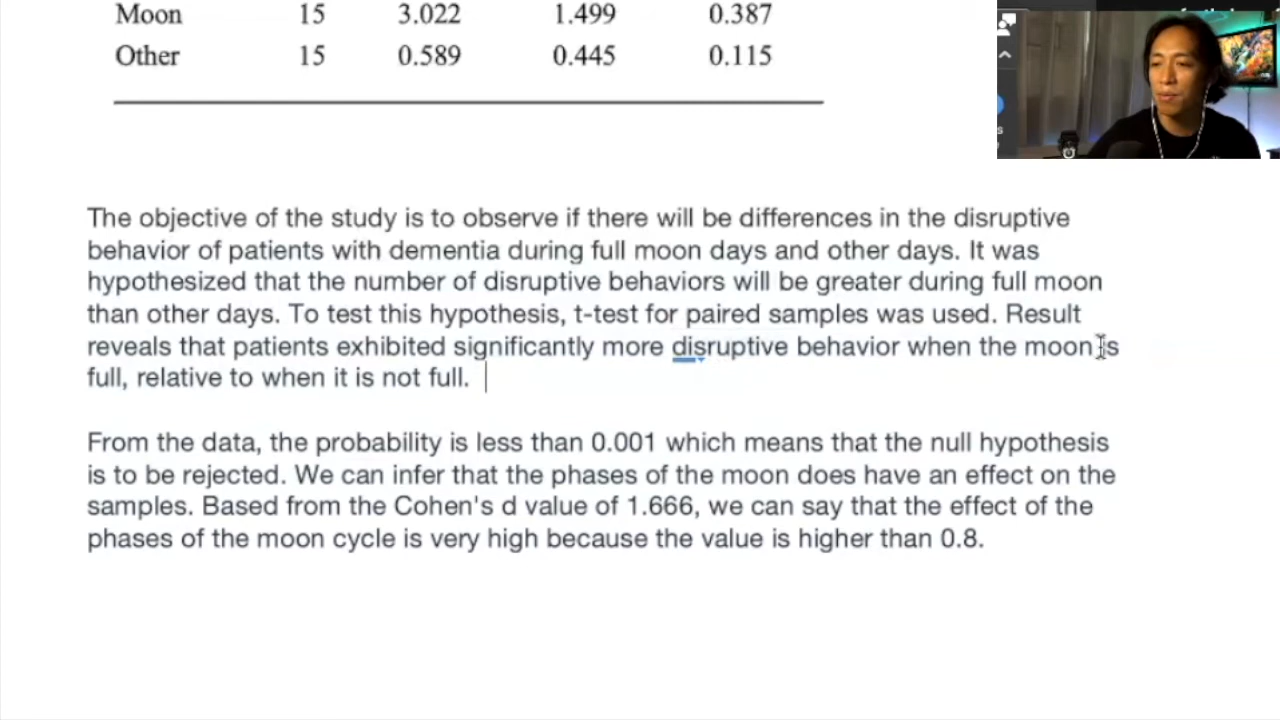 Moon 15 3.022 1.499 0.387
Other 15 0.589 0.445 0.115
The objective of the study is to observe if there will be differences in the disruptive
behavior of patients with dementia during full moon days and other days. It was
hypothesized that the number of disruptive behaviors will be greater during full moon
than other days. To test this hypothesis, t-test for paired samples was used. Result
reveals that patients exhibited significantly more disruptive behavior when the moon is
full, relative to when it is not full.
From the data, the probability is less than 0.001 which means that the null hypothesis
is to be rejected. We can infer that the phases of the moon does have an effect on the
samples. Based from the Cohen's d value of 1.666, we can say that the effect of the
phases of the moon cycle is very high because the value is higher than 0.8.